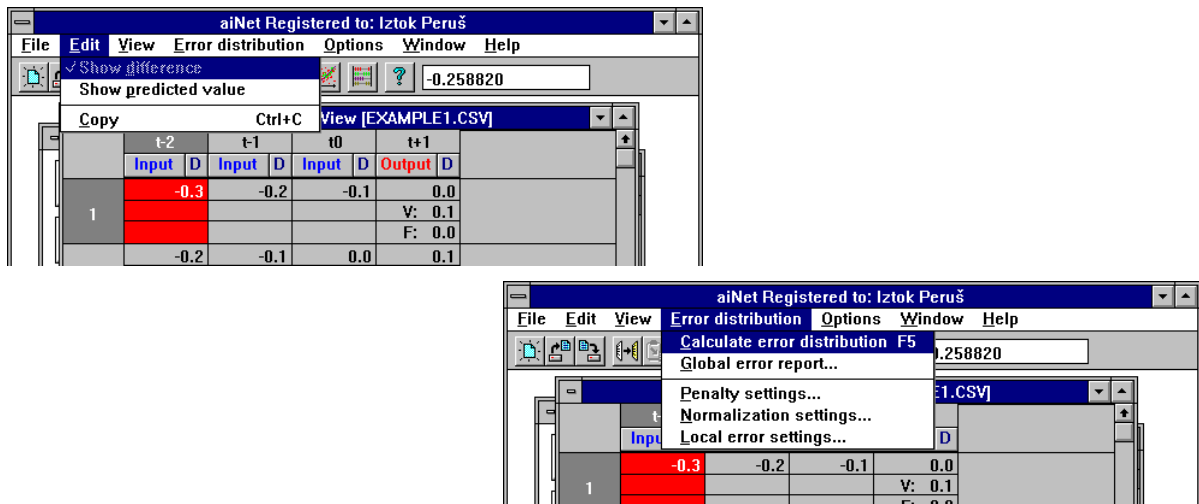 aiNet Registered to: Iztok Peruš
File Edit View Error distribution Options Window Help
✓Show difference
Show predicted value
Copy Ctrl+C
-0.258820
View [EXAMPLE1.CSV]
t-2 t-1 t0 t+1
Input D Input D Input D Output D
1 -0.3 -0.2 -0.1 0.0
V: 0.1
F: 0.0
-0.2 -0.1 0.0 0.1
aiNet Registered to: Iztok Peruš
File Edit View Error distribution Options Window Help
Calculate error distribution F5
Global error report...
Penalty settings...
Normalization settings...
Local error settings...
.258820
E1.CSV]
t-
Inpu D
1 -0.3 -0.2 -0.1 0.0
V: 0.1